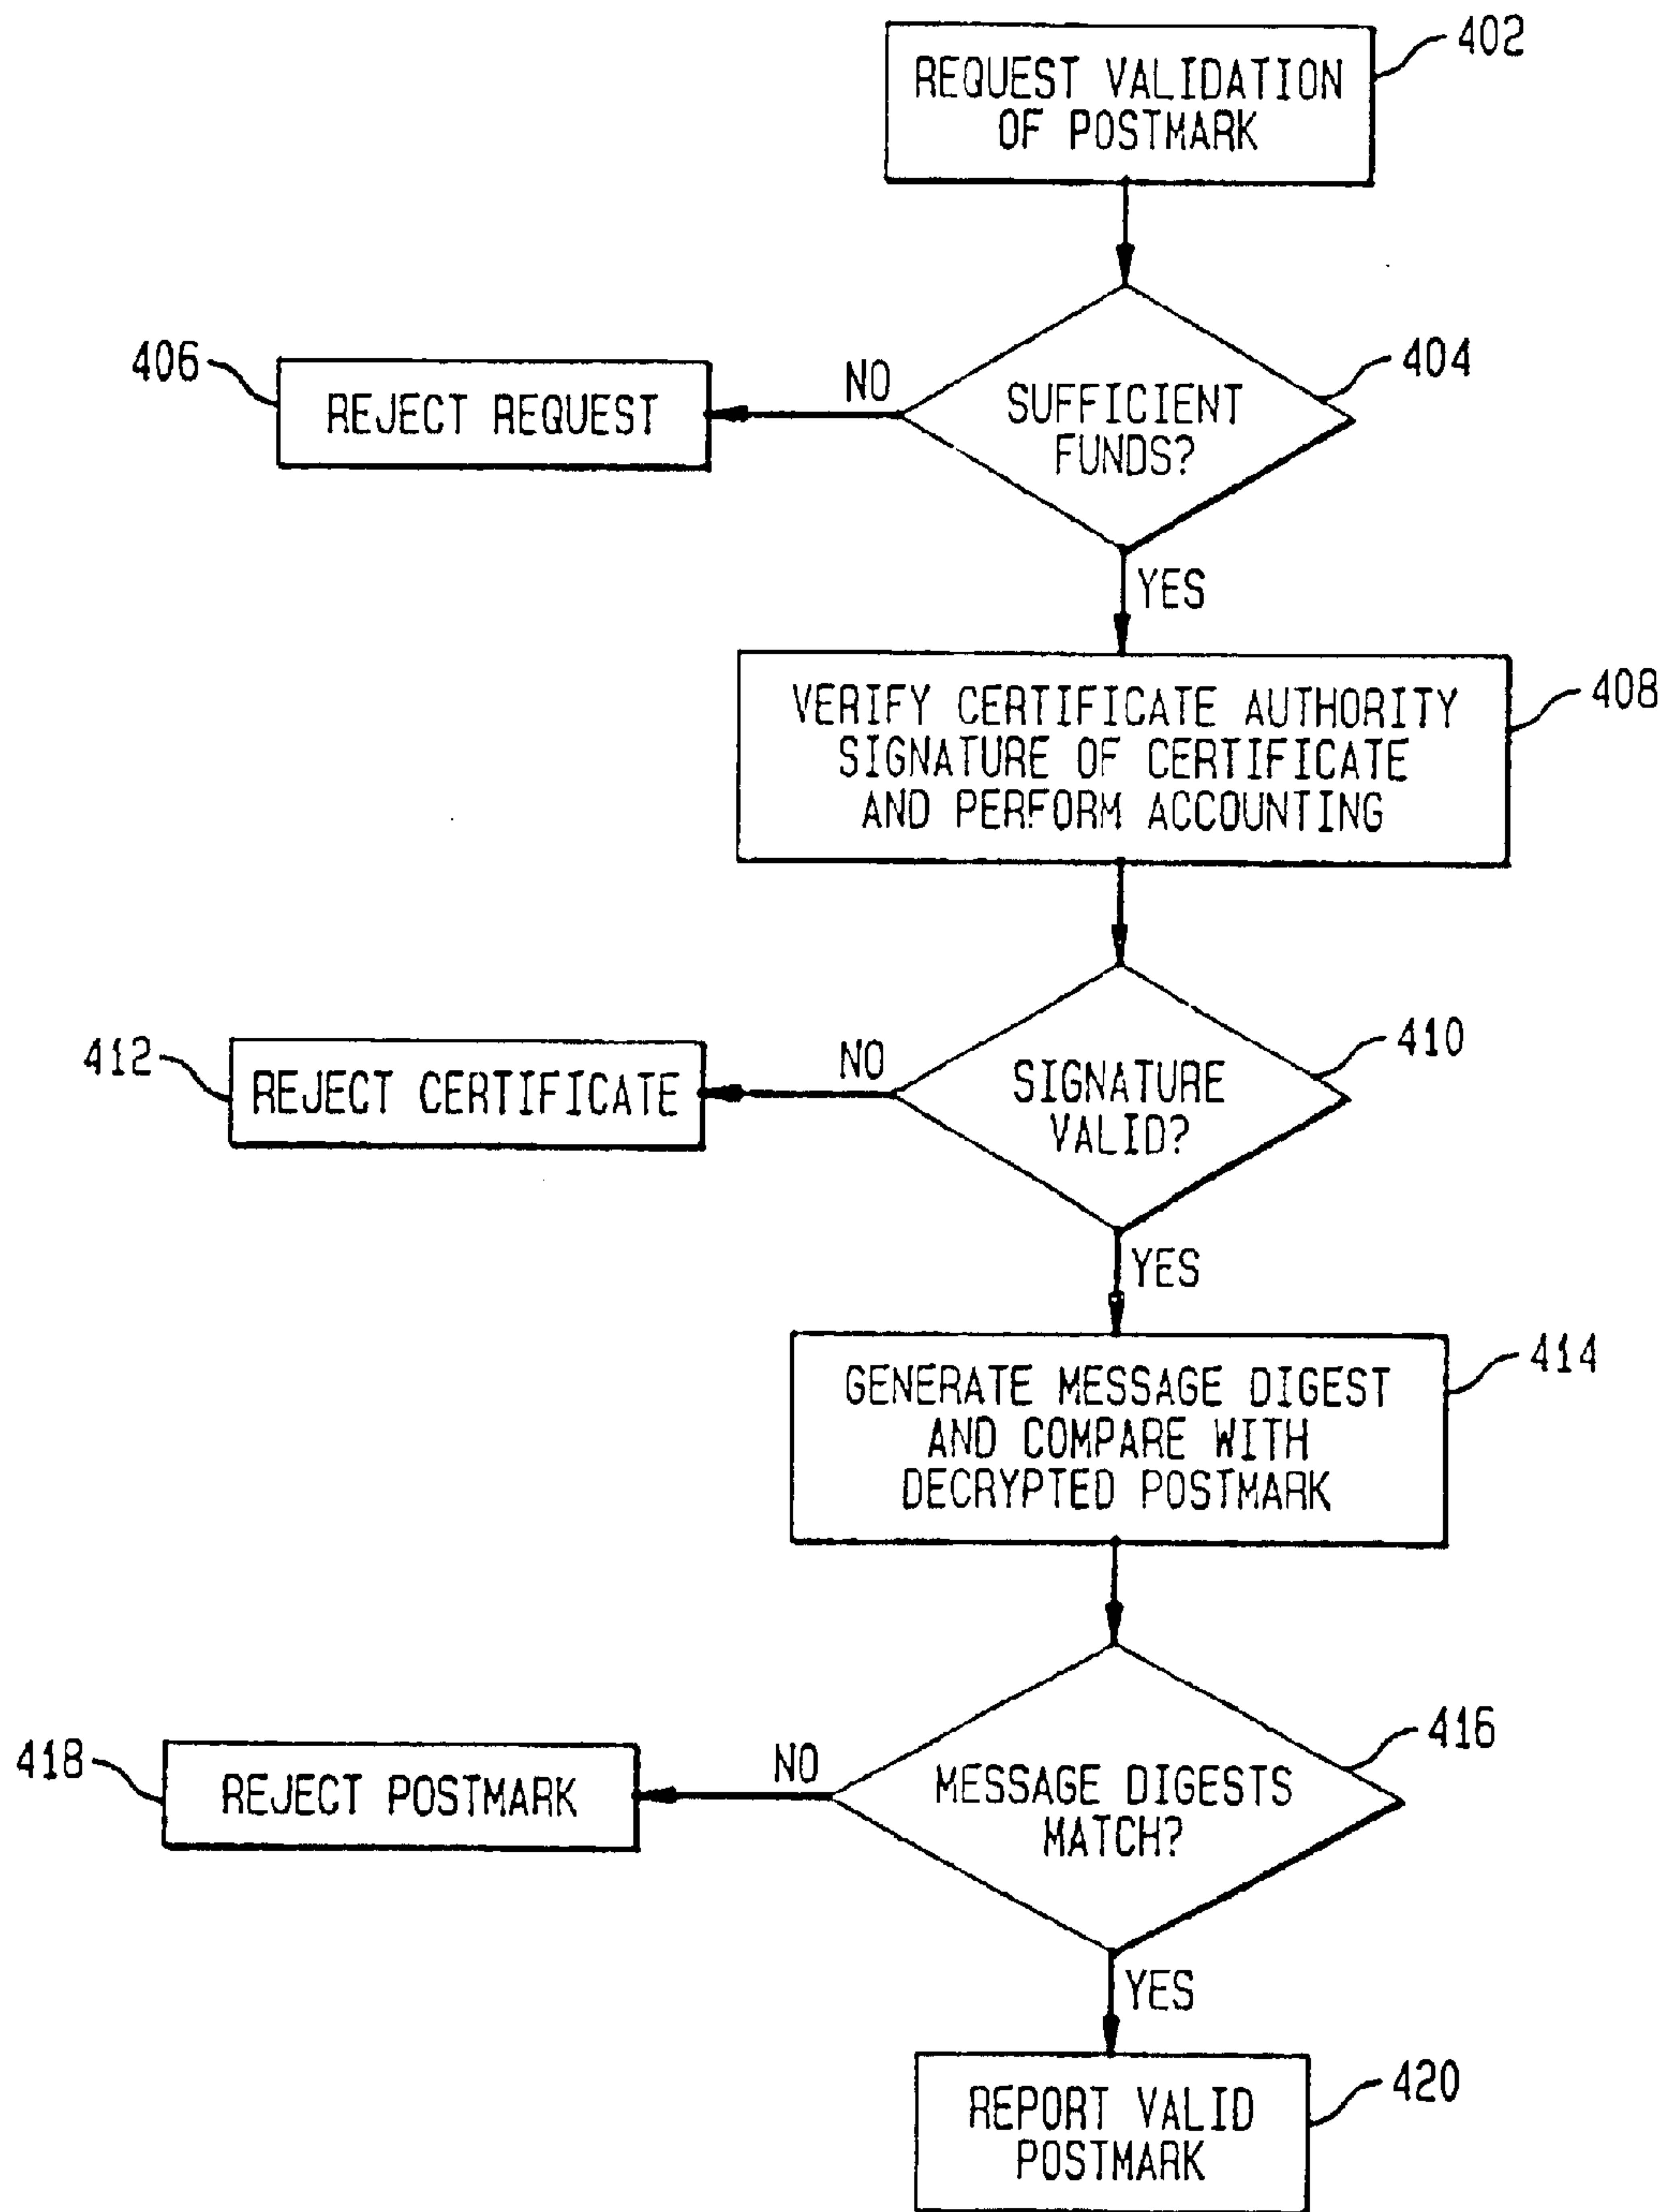 402
REQUEST VALIDATION
OF POSTMARK
404
SUFFICIENT
FUNDS?
NO
406
REJECT REQUEST
YES
408
VERIFY CERTIFICATE AUTHORITY
SIGNATURE OF CERTIFICATE
AND PERFORM ACCOUNTING
410
SIGNATURE
VALID?
NO
412
REJECT CERTIFICATE
YES
414
GENERATE MESSAGE DIGEST
AND COMPARE WITH
DECRYPTED POSTMARK
416
MESSAGE DIGESTS
MATCH?
NO
418
REJECT POSTMARK
YES
420
REPORT VALID
POSTMARK